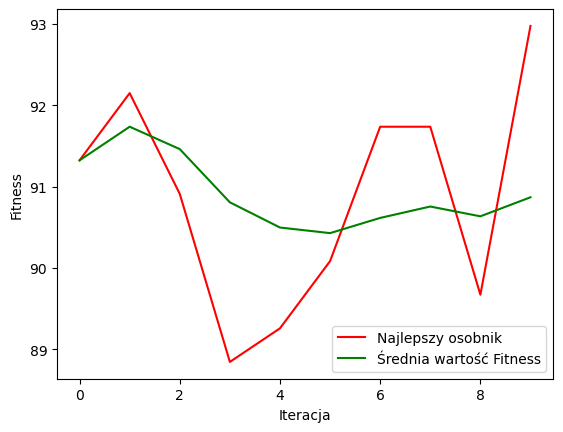 93
92
91
90
89
Fitness
0
2
4
6
8
Iteracja
Najlepszy osobnik
Średnia wartość Fitness